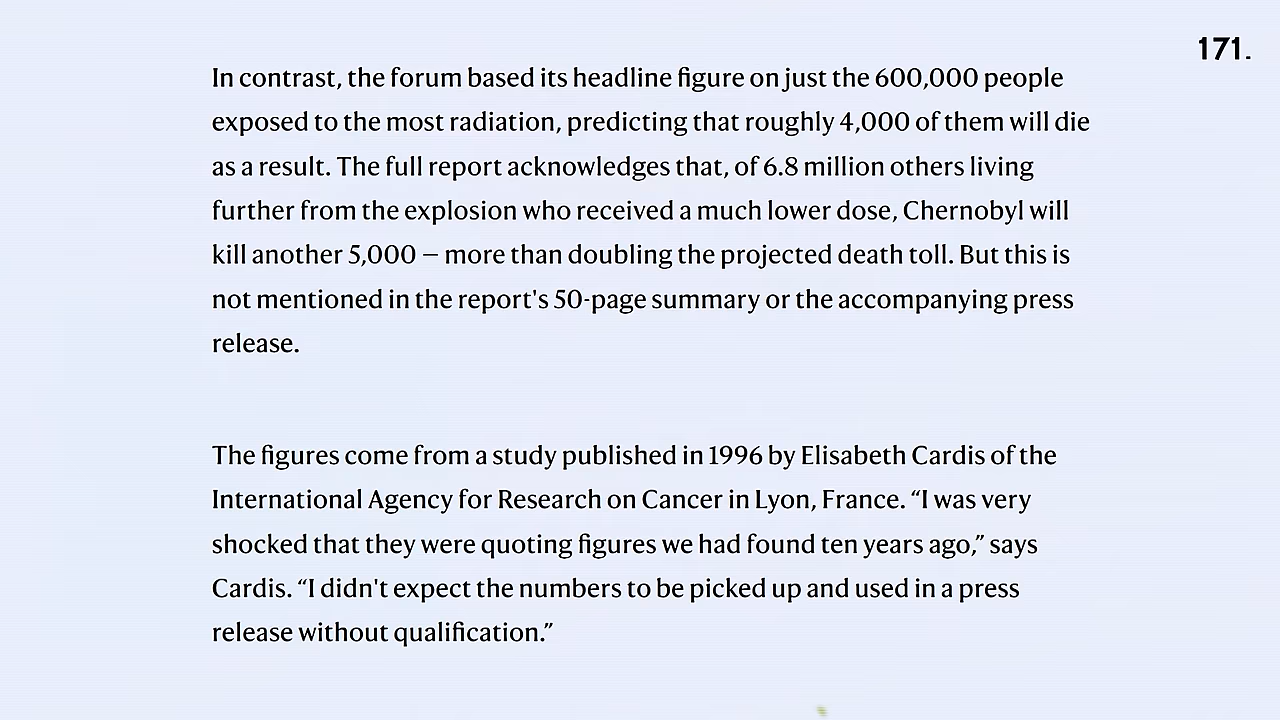 171.
In contrast, the forum based its headline figure on just the 600,000 people
exposed to the most radiation, predicting that roughly 4,000 of them will die
as a result. The full report acknowledges that, of 6.8 million others living
further from the explosion who received a much lower dose, Chernobyl will
kill another 5,000 – more than doubling the projected death toll. But this is
not mentioned in the report's 50-page summary or the accompanying press
release.
The figures come from a study published in 1996 by Elisabeth Cardis of the
International Agency for Research on Cancer in Lyon, France. “I was very
shocked that they were quoting figures we had found ten years ago,” says
Cardis. “I didn't expect the numbers to be picked up and used in a press
release without qualification.”